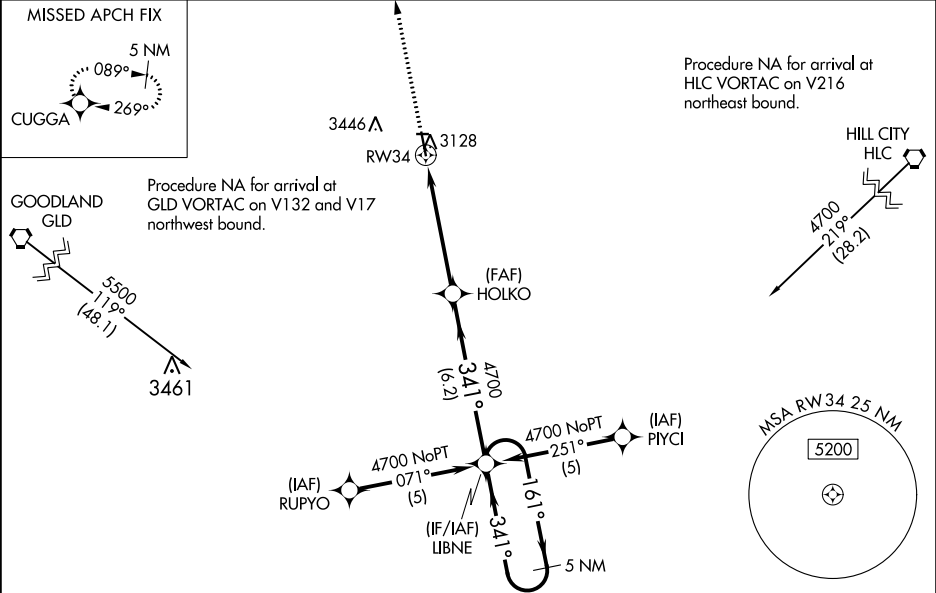 MISSED APCH FIX
5 NM
089°
269°
CUGGA
Procedure NA for arrival at
HLC VORTAC on V216
northeast bound.
3446
3128
RW34
HILL CITY
HLC
4700
219°
(28.2)
GOODLAND
GLD
Procedure NA for arrival at
GLD VORTAC on V132 and V17
northwest bound.
5500
119°
(48.1)
3461
(FAF)
HOLKO
4700
341°
(6.2)
MSA RW34 25 NM
5200
(IAF)
PIYCI
4700 NoPT
251°
(5)
4700 NoPT
071°
(5)
(IAF)
RUPYO
(IF/IAF)
LIBNE
161°
341°
5 NM